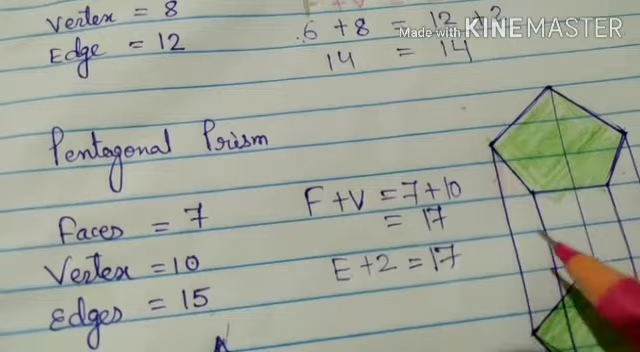 Vertex = 8
Edge = 12
F + V = E + 2
6 + 8 = 12 + 2
14 = 14
Made with KINEMASTER
Pentagonal Prism
Faces = 7
Vertex = 10
Edges = 15
F + V = 7 + 10
= 17
E + 2 = 17